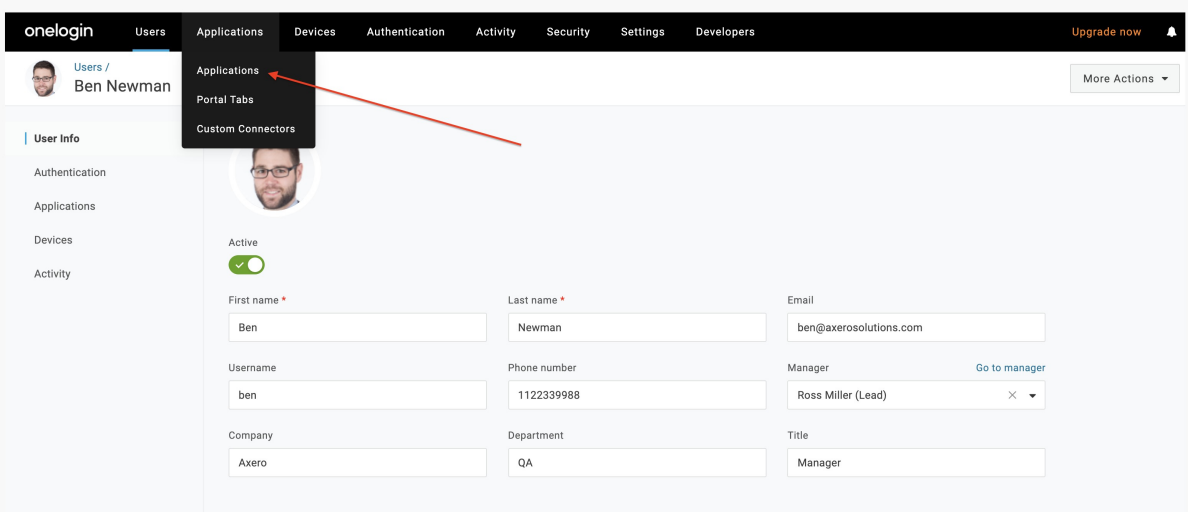 onelogin Users Applications Devices Authentication Activity Security Settings Developers Upgrade now
Users /
Ben Newman
More Actions
Applications
Portal Tabs
Custom Connectors
User Info
Authentication
Applications
Devices
Activity
Active
First name * Last name * Email
Ben Newman ben@axerosolutions.com
Username Phone number Manager Go to manager
ben 1122339988 Ross Miller (Lead)
Company Department Title
Axero QA Manager